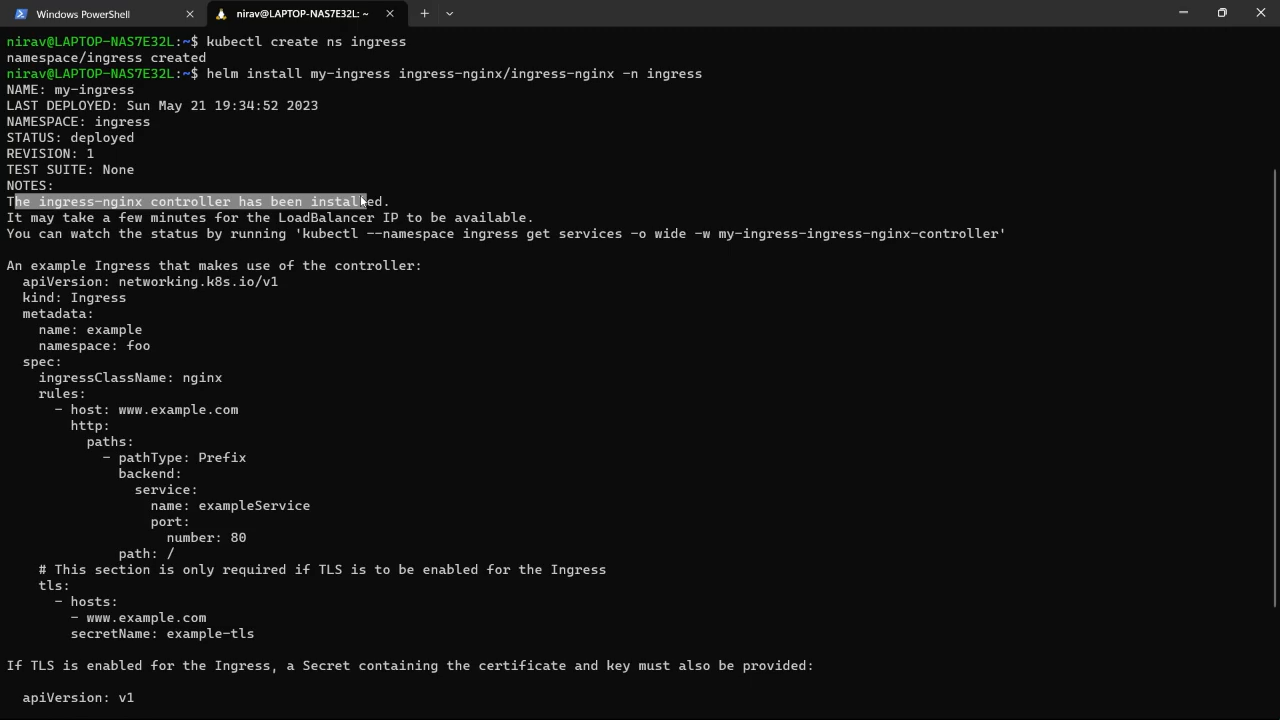 Windows PowerShell
nirav@LAPTOP-NAS7E32L: ~
nirav@LAPTOP-NAS7E32L:~$ kubectl create ns ingress
namespace/ingress created
nirav@LAPTOP-NAS7E32L:~$ helm install my-ingress ingress-nginx/ingress-nginx -n ingress
NAME: my-ingress
LAST DEPLOYED: Sun May 21 19:34:52 2023
NAMESPACE: ingress
STATUS: deployed
REVISION: 1
TEST SUITE: None
NOTES:
The ingress-nginx controller has been installed.
It may take a few minutes for the LoadBalancer IP to be available.
You can watch the status by running 'kubectl --namespace ingress get services -o wide -w my-ingress-ingress-nginx-controller'
An example Ingress that makes use of the controller:
  apiVersion: networking.k8s.io/v1
  kind: Ingress
  metadata:
    name: example
    namespace: foo
  spec:
    ingressClassName: nginx
    rules:
      - host: www.example.com
        http:
          paths:
            - pathType: Prefix
              backend:
                service:
                  name: exampleService
                  port:
                    number: 80
              path: /
    # This section is only required if TLS is to be enabled for the Ingress
    tls:
      - hosts:
        - www.example.com
        secretName: example-tls
If TLS is enabled for the Ingress, a Secret containing the certificate and key must also be provided:
  apiVersion: v1